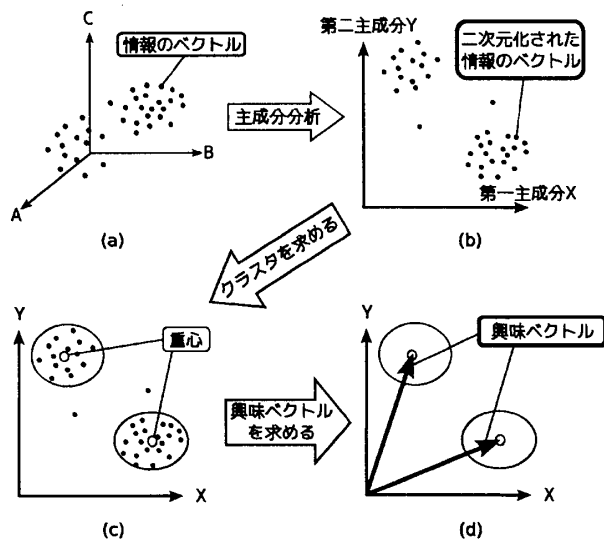 C
情報のベクトル
B
A
(a)
主成分分析
第二主成分Y
二次元化された
情報のベクトル
第一主成分X
(b)
クラスタを求める
Y
重心
X
(c)
興味ベクトル
を求める
Y
興味ベクトル
X
(d)